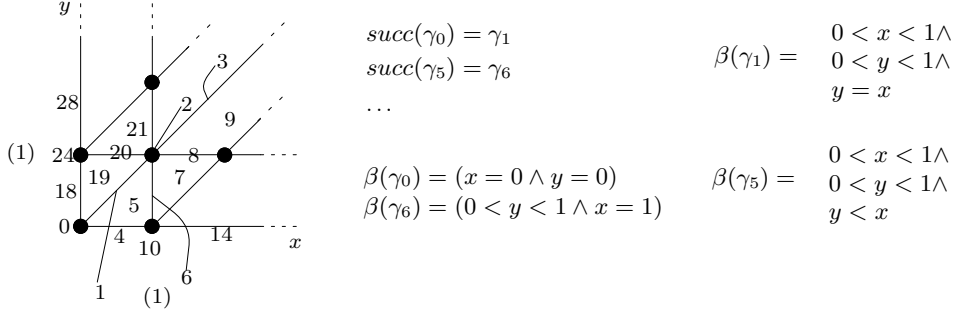 y
28
(1)
24
18
0
19
20
21
2
3
9
8
7
5
4
10
14
x
1
(1)
6
succ(γ₀) = γ₁
succ(γ₅) = γ₆
...
β(γ₀) = (x = 0 ∧ y = 0)
β(γ₆) = (0 < y < 1 ∧ x = 1)
β(γ₁) =
0 < x < 1∧
0 < y < 1∧
y = x
β(γ₅) =
0 < x < 1∧
0 < y < 1∧
y < x